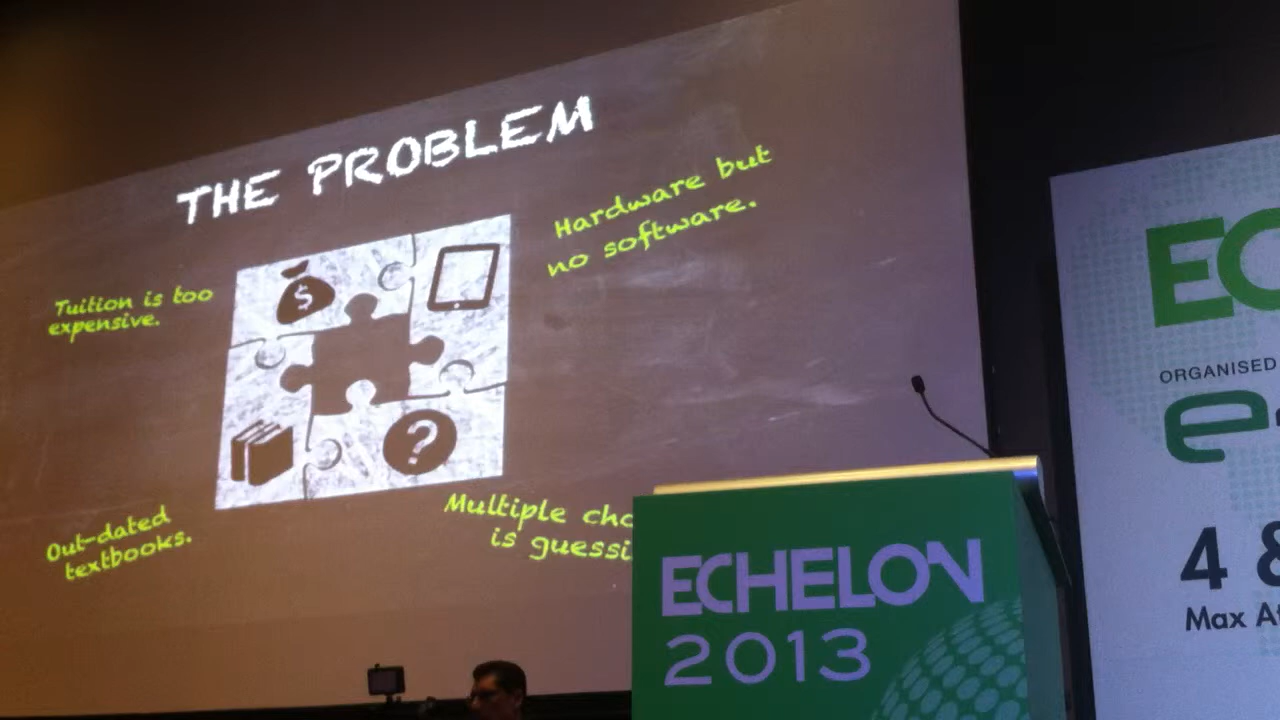 THE PROBLEM
Hardware but
no software.
Tuition is too
expensive.
$
?
Out-dated
textbooks.
Multiple cho
is guessi
ECHELON
2013
EC
ORGANISED
e
4 &
Max At